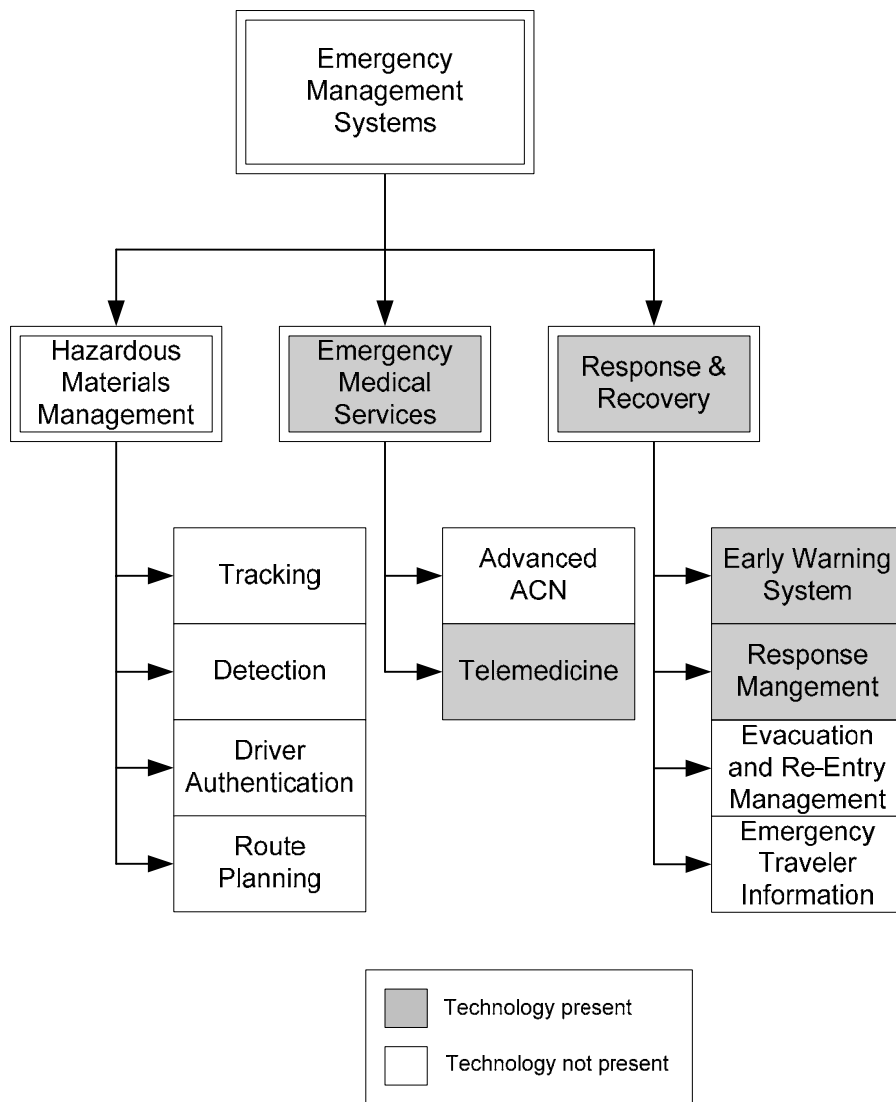 Emergency
Management
Systems
Hazardous
Materials
Management
Emergency
Medical
Services
Response &
Recovery
Tracking
Detection
Driver
Authentication
Route
Planning
Advanced
ACN
Telemedicine
Early Warning
System
Response
Mangement
Evacuation
and Re-Entry
Management
Emergency
Traveler
Information
Technology present
Technology not present